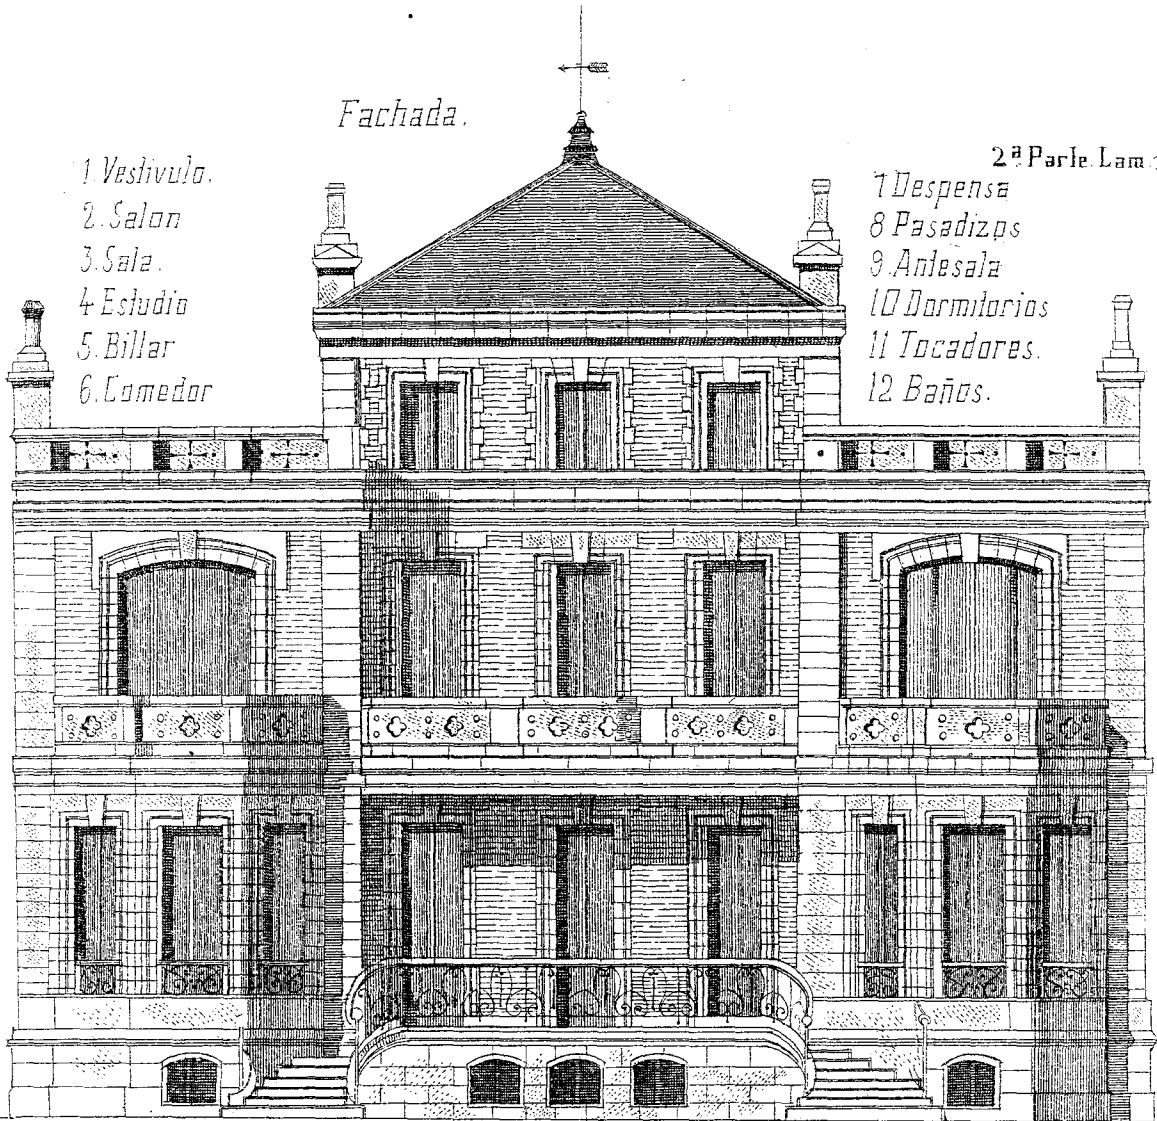 Fachada.
1 Vestivulo.
2. Salon
3. Sala.
4 Estudio
5. Billar
6. Comedor
2ª Parte Lam.
7 Despensa
8 Pasadizos
9. Antesala
10 Dormitorios
11 Tocadores.
12 Baños.